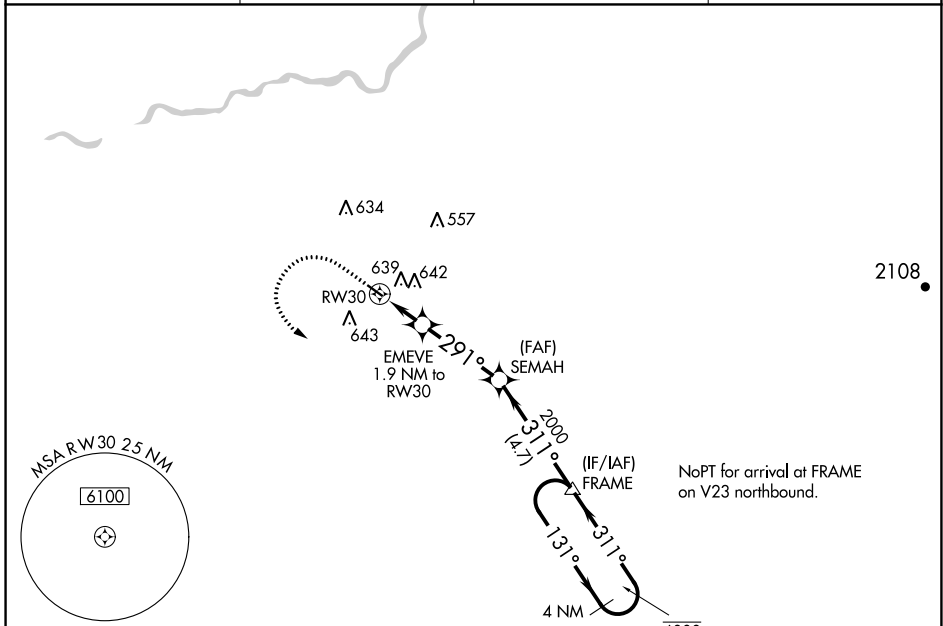 634
557
639
642
2108
RW30
643
EMEVE
1.9 NM to
RW30
291°
(FAF)
SEMAH
2000
311°
(4.7)
(IF/IAF)
FRAME
NoPT for arrival at FRAME
on V23 northbound.
MSA RW30 25 NM
6100
131°
311°
4 NM